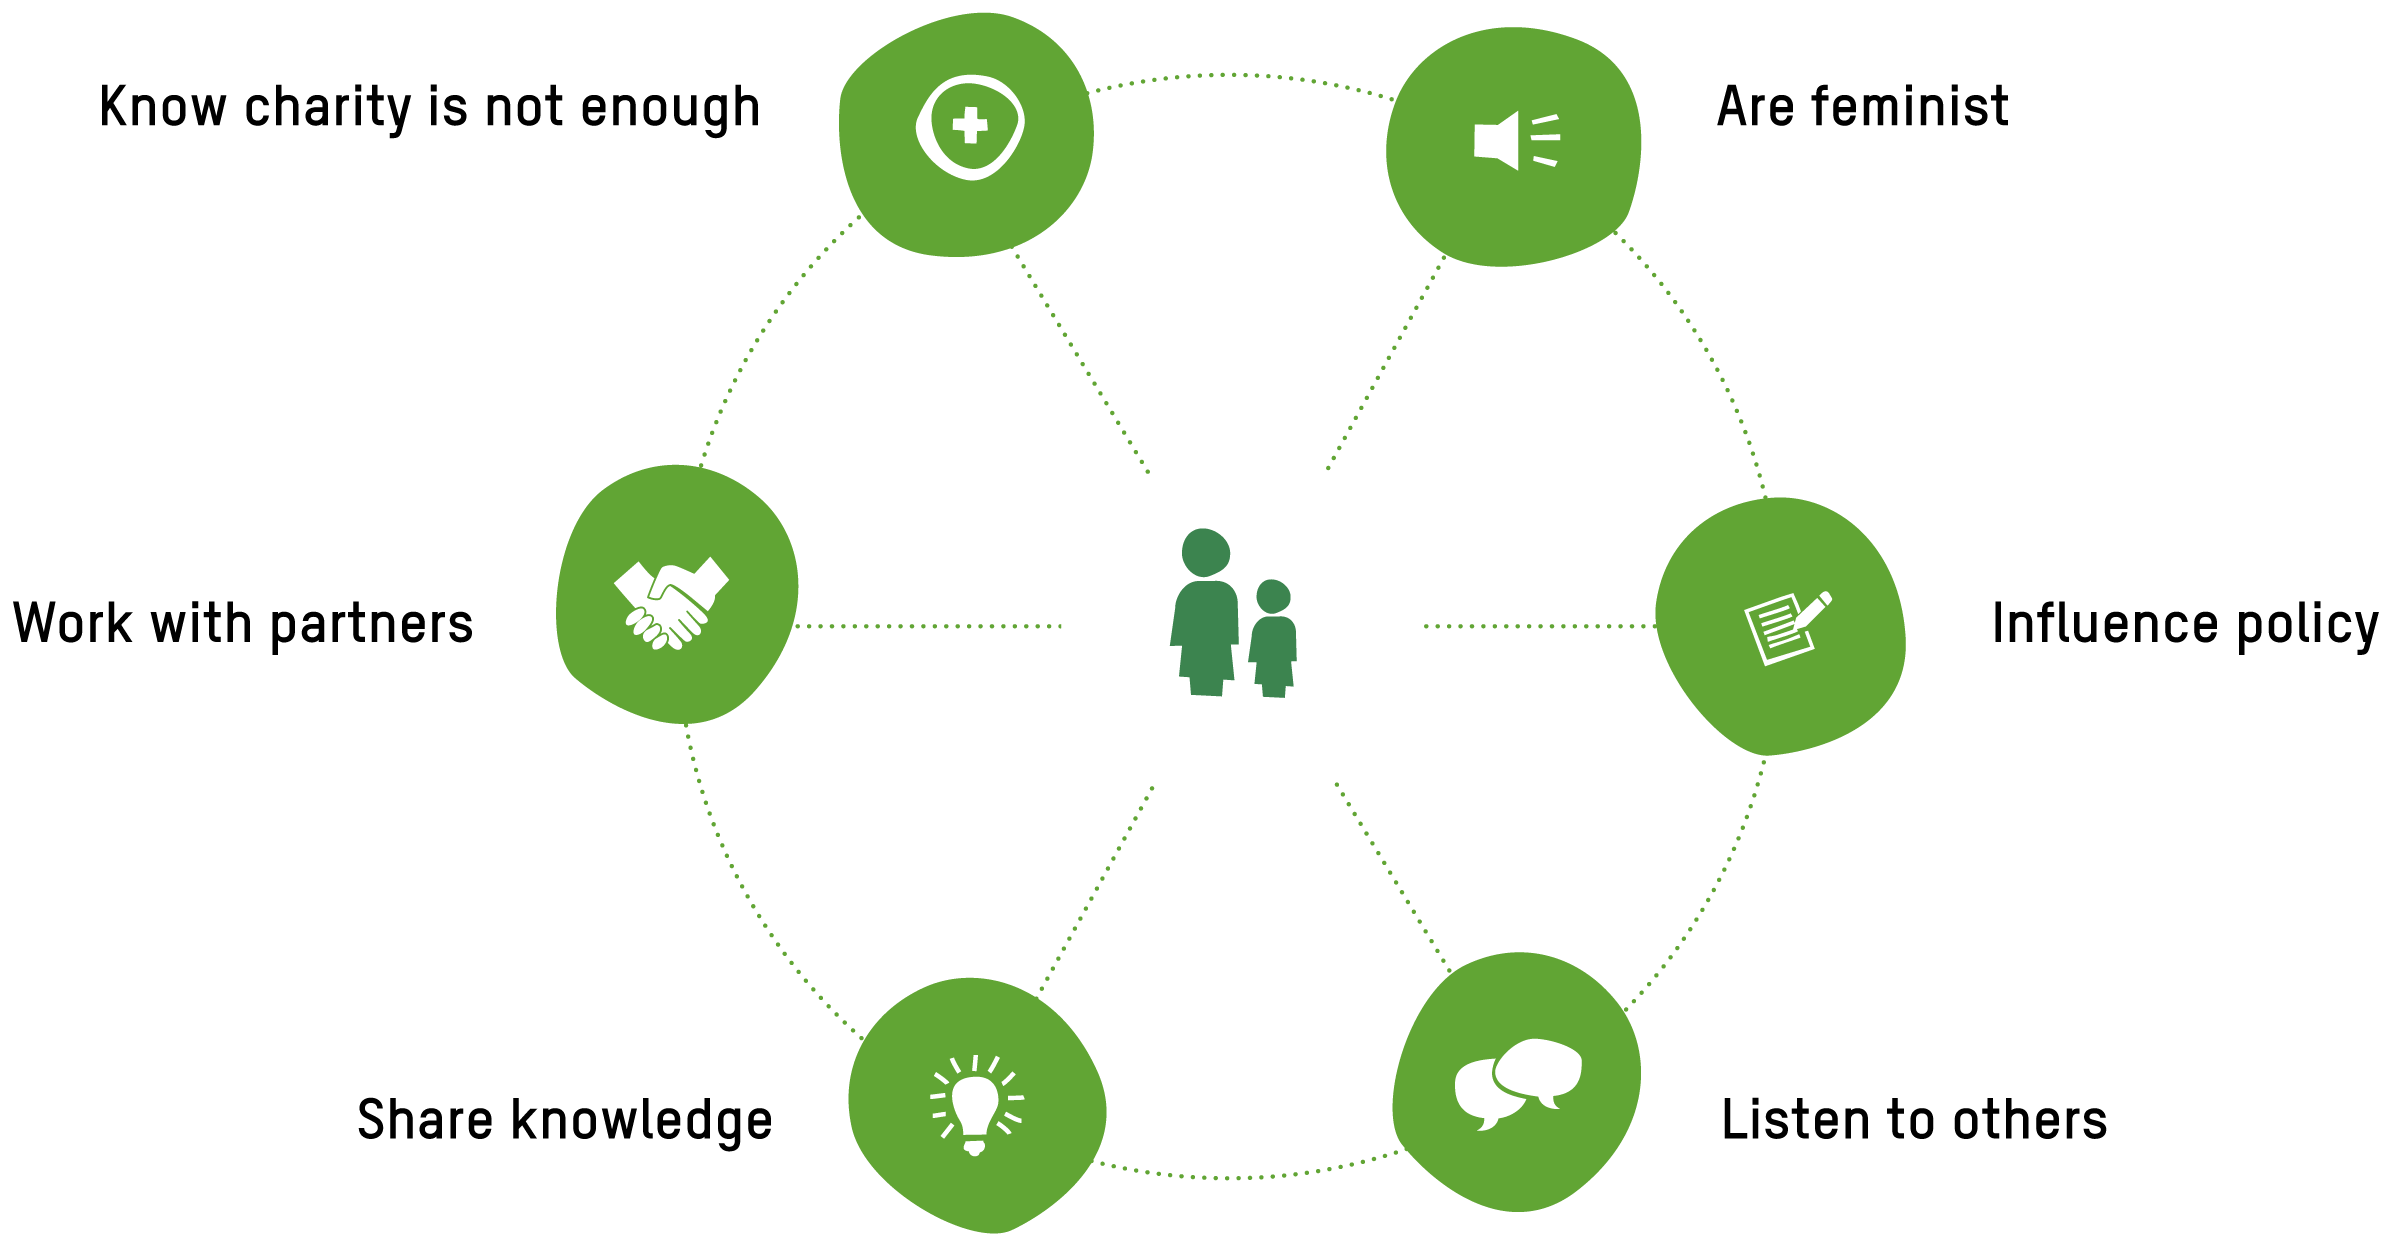 Know charity is not enough
Are feminist
Work with partners
Influence policy
Share knowledge
Listen to others